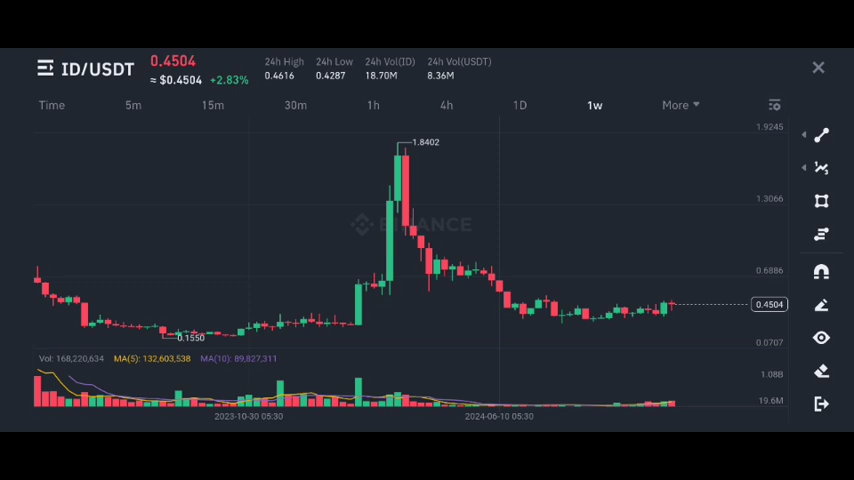 ID/USDT
0.4504
≈ $0.4504 +2.83%
24h High 24h Low 24h Vol(ID) 24h Vol(USDT)
0.4616 0.4287 18.70M 8.36M
Time 5m 15m 30m 1h 4h 1D 1w More
1.9245
1.8402
1.3066
BINANCE
0.6886
0.4504
0.1550
0.0707
Vol: 168,220,634 MA(5): 132,603,538 MA(10): 89,827,311
1.08B
19.6M
2023-10-30 05:30 2024-06-10 05:30